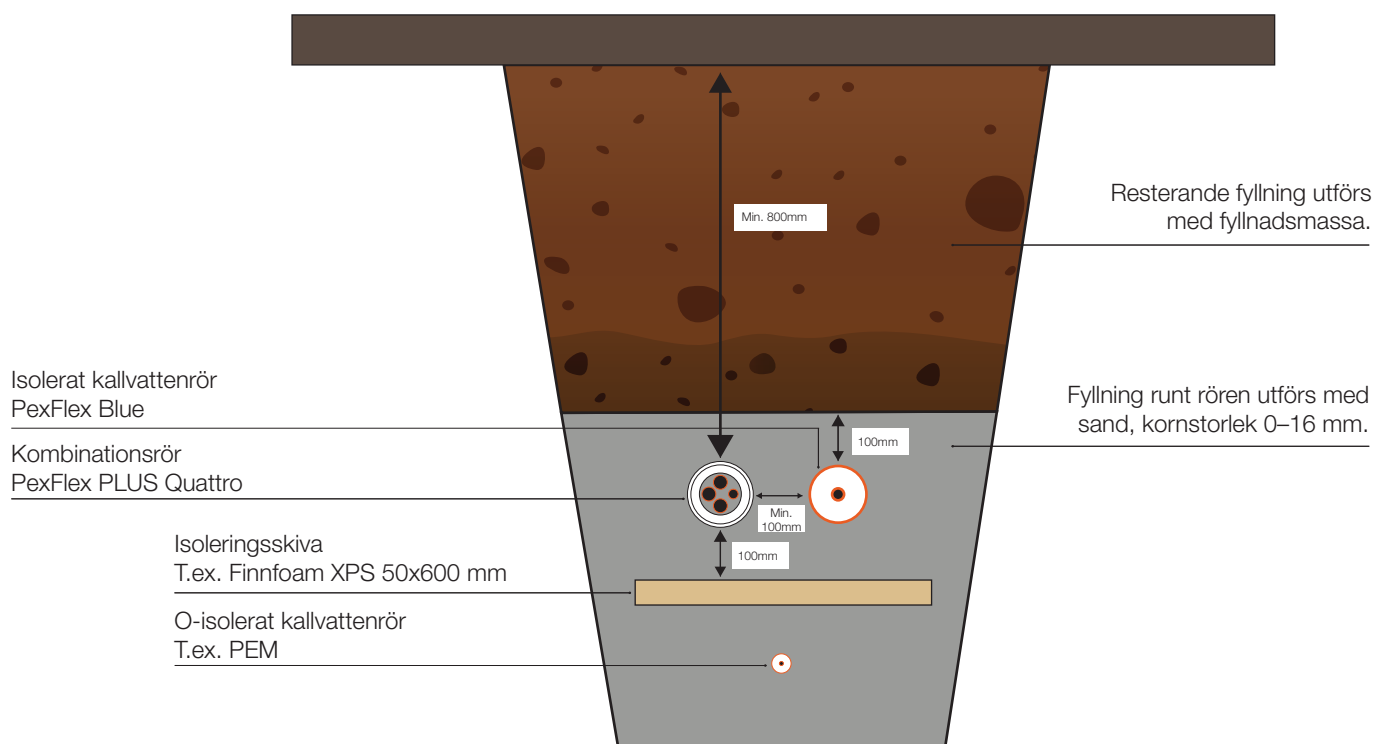 Min. 800mm
Resterande fyllning utförs
med fyllnadsmassa.
Isolerat kallvattenrör
PexFlex Blue
Kombinationsrör
PexFlex PLUS Quattro
Fyllning runt rören utförs med
sand, kornstorlek 0–16 mm.
100mm
Min.
100mm
100mm
Isoleringsskiva
T.ex. Finnfoam XPS 50x600 mm
O-isolerat kallvattenrör
T.ex. PEM